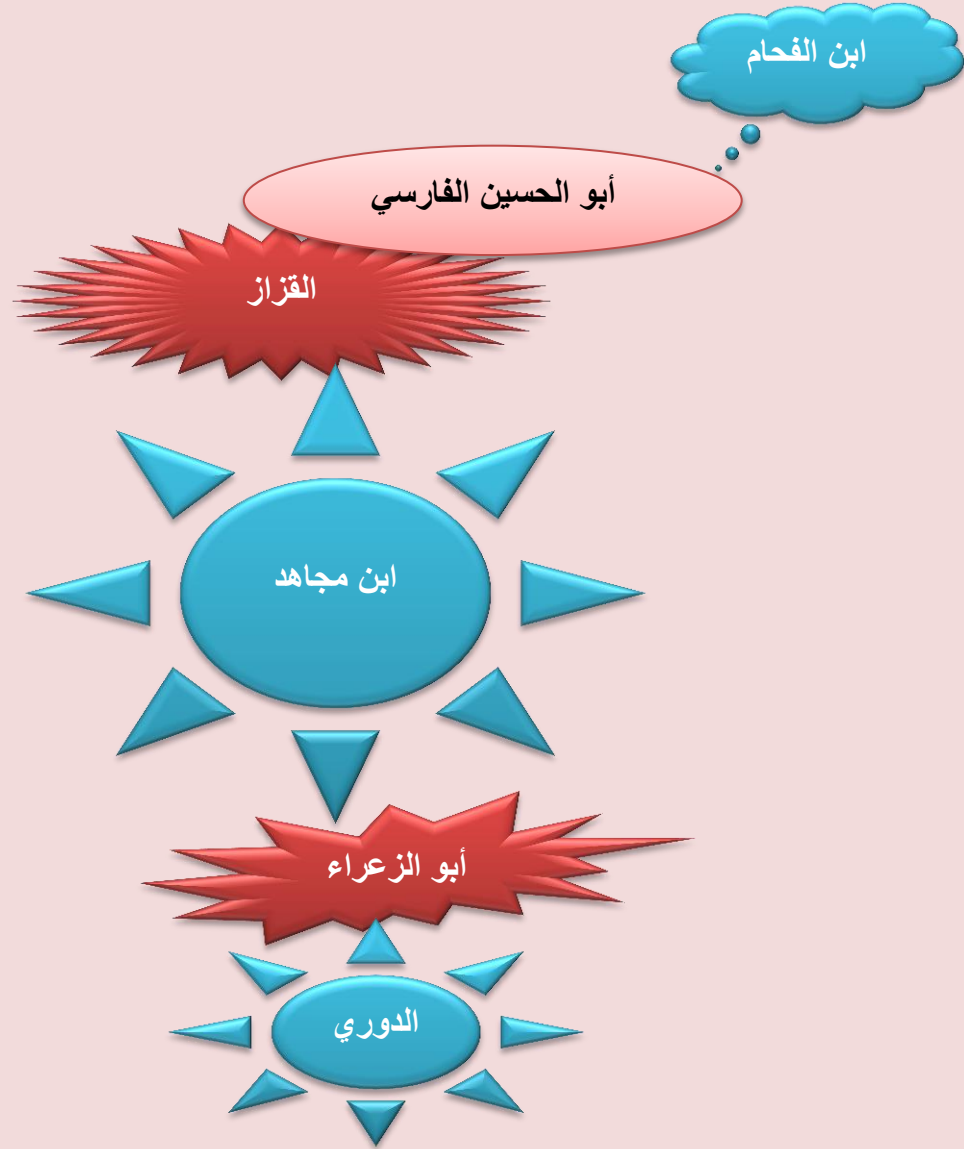 ابن الفحام
أبو الحسين الفارسي
القزاز
ابن مجاهد
أبو الزعراء
الدوري